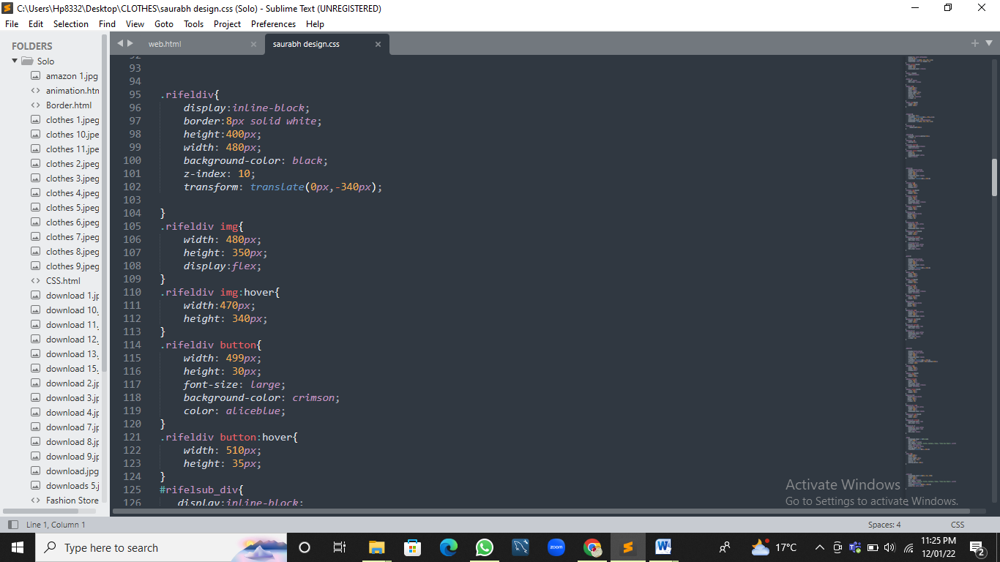 C:\Users\Hp8332\Desktop\CLOTHES\saurabh design.css (Solo) - Sublime Text (UNREGISTERED)
File Edit Selection Find View Goto Tools Project Preferences Help
FOLDERS
Solo
amazon 1.jpg
animation.htn
Border.html
clothes 1.jpeg
clothes 10.jpe
clothes 11.jpe
clothes 2.jpeg
clothes 3.jpeg
clothes 4.jpeg
clothes 5.jpeg
clothes 6.jpeg
clothes 7.jpeg
clothes 8.jpeg
clothes 9.jpeg
CSS.html
download 1.jp
download 10.
download 11.
download 12.
download 13.
download 15.
download 2.jp
download 3.jp
download 4.jp
download 7.jp
download 8.jp
download 9.jp
download.jpg
downloads 5.j
Fashion Store
web.html saurabh design.css
92
93
94
95 .rifeldiv{
96 display:inline-block;
97 border:8px solid white;
98 height:400px;
99 width: 480px;
100 background-color: black;
101 z-index: 10;
102 transform: translate(0px,-340px);
103
104 }
105 .rifeldiv img{
106 width: 480px;
107 height: 350px;
108 display:flex;
109 }
110 .rifeldiv img:hover{
111 width:470px;
112 height: 340px;
113 }
114 .rifeldiv button{
115 width: 499px;
116 height: 30px;
117 font-size: large;
118 background-color: crimson;
119 color: aliceblue;
120 }
121 .rifeldiv button:hover{
122 width: 510px;
123 height: 35px;
124 }
125 #rifelsub_div{
126 display:inline-block;
Activate Windows
Go to Settings to activate Windows.
Line 1, Column 1 Spaces: 4 CSS
Type here to search
zoom
17°C
11:25 PM
12/01/22
2